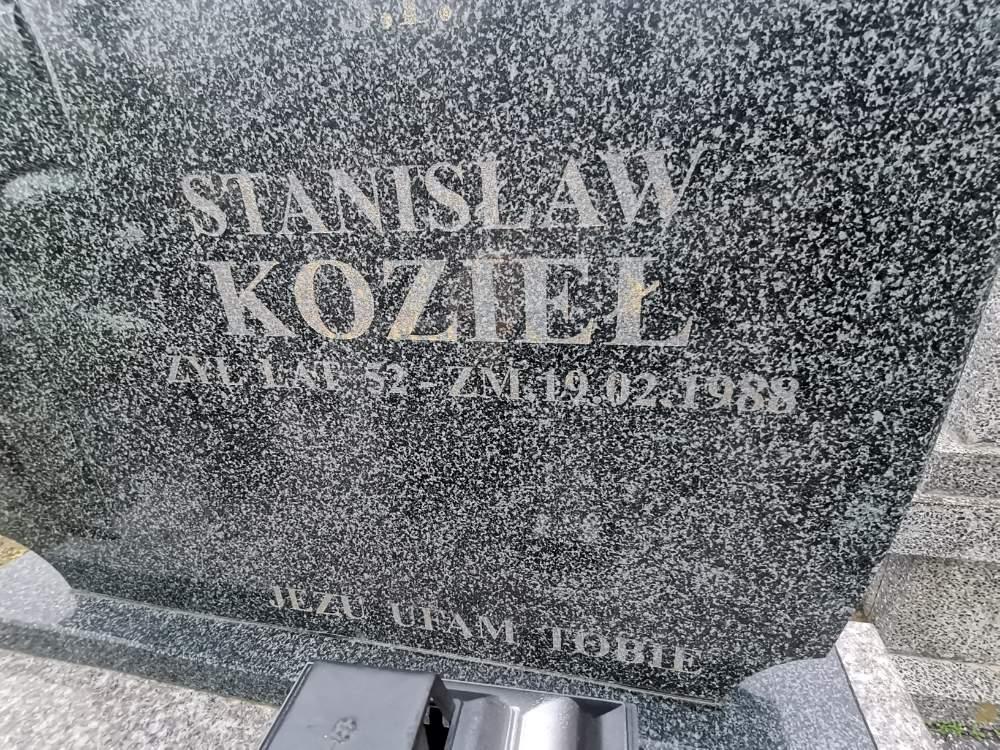 STANISŁAW
KOZIEŁ
ŻYŁ LAT 52 - ZM. 19.02.1988
JEZU UFAM TOBIE